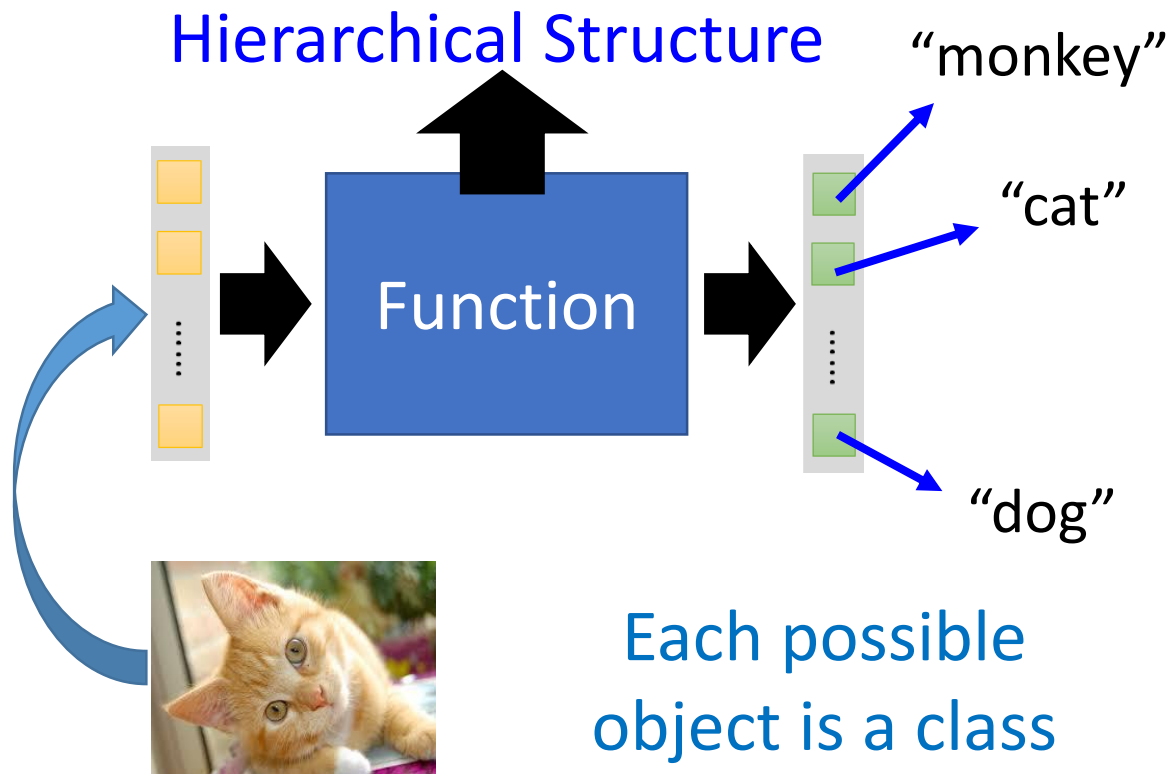 Hierarchical Structure
“monkey”
“cat”
Function
......
......
“dog”
Each possible
object is a class